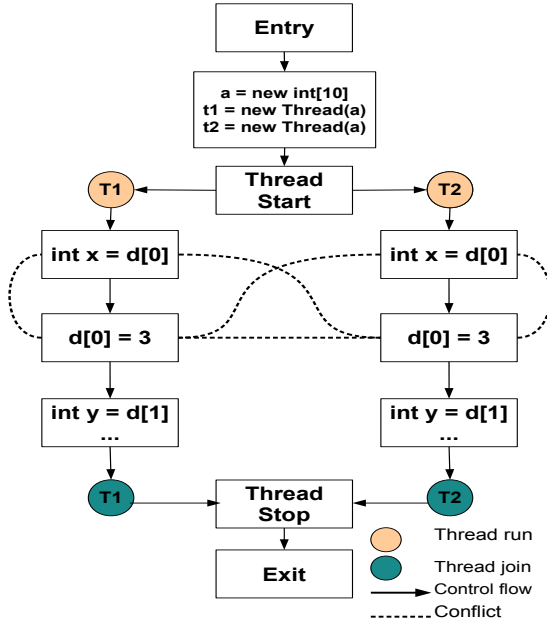 Entry
a = new int[10]
t1 = new Thread(a)
t2 = new Thread(a)
T1
Thread
Start
T2
int x = d[0]
int x = d[0]
d[0] = 3
d[0] = 3
int y = d[1]
...
int y = d[1]
...
T1
Thread
Stop
T2
Exit
Thread run
Thread join
Control flow
Conflict